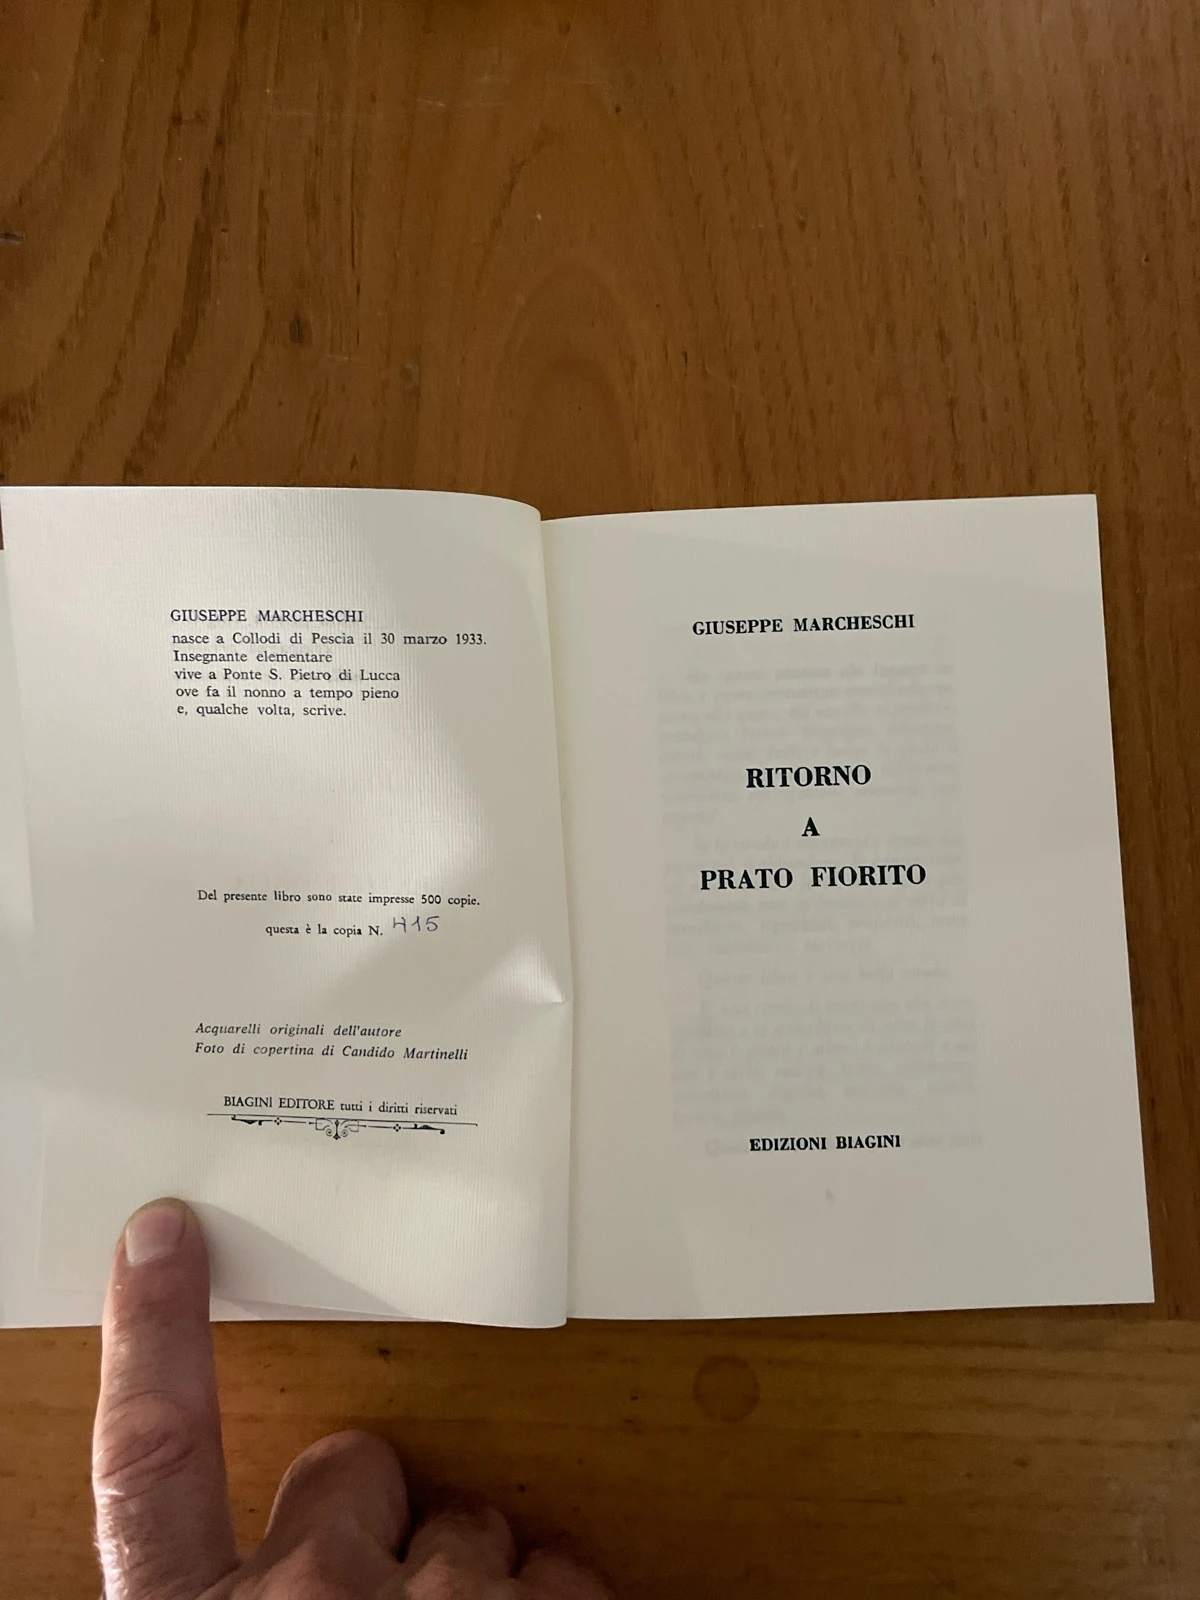 GIUSEPPE MARCHESCHI
nasce a Collodi di Pescia il 30 marzo 1933.
Insegnante elementare
vive a Ponte S. Pietro di Lucca
ove fa il nonno a tempo pieno
e, qualche volta, scrive.
Del presente libro sono state impresse 500 copie.
questa è la copia N. 415
Acquarelli originali dell'autore
Foto di copertina di Candido Martinelli
BIAGINI EDITORE tutti i diritti riservati
GIUSEPPE MARCHESCHI
RITORNO
A
PRATO FIORITO
EDIZIONI BIAGINI